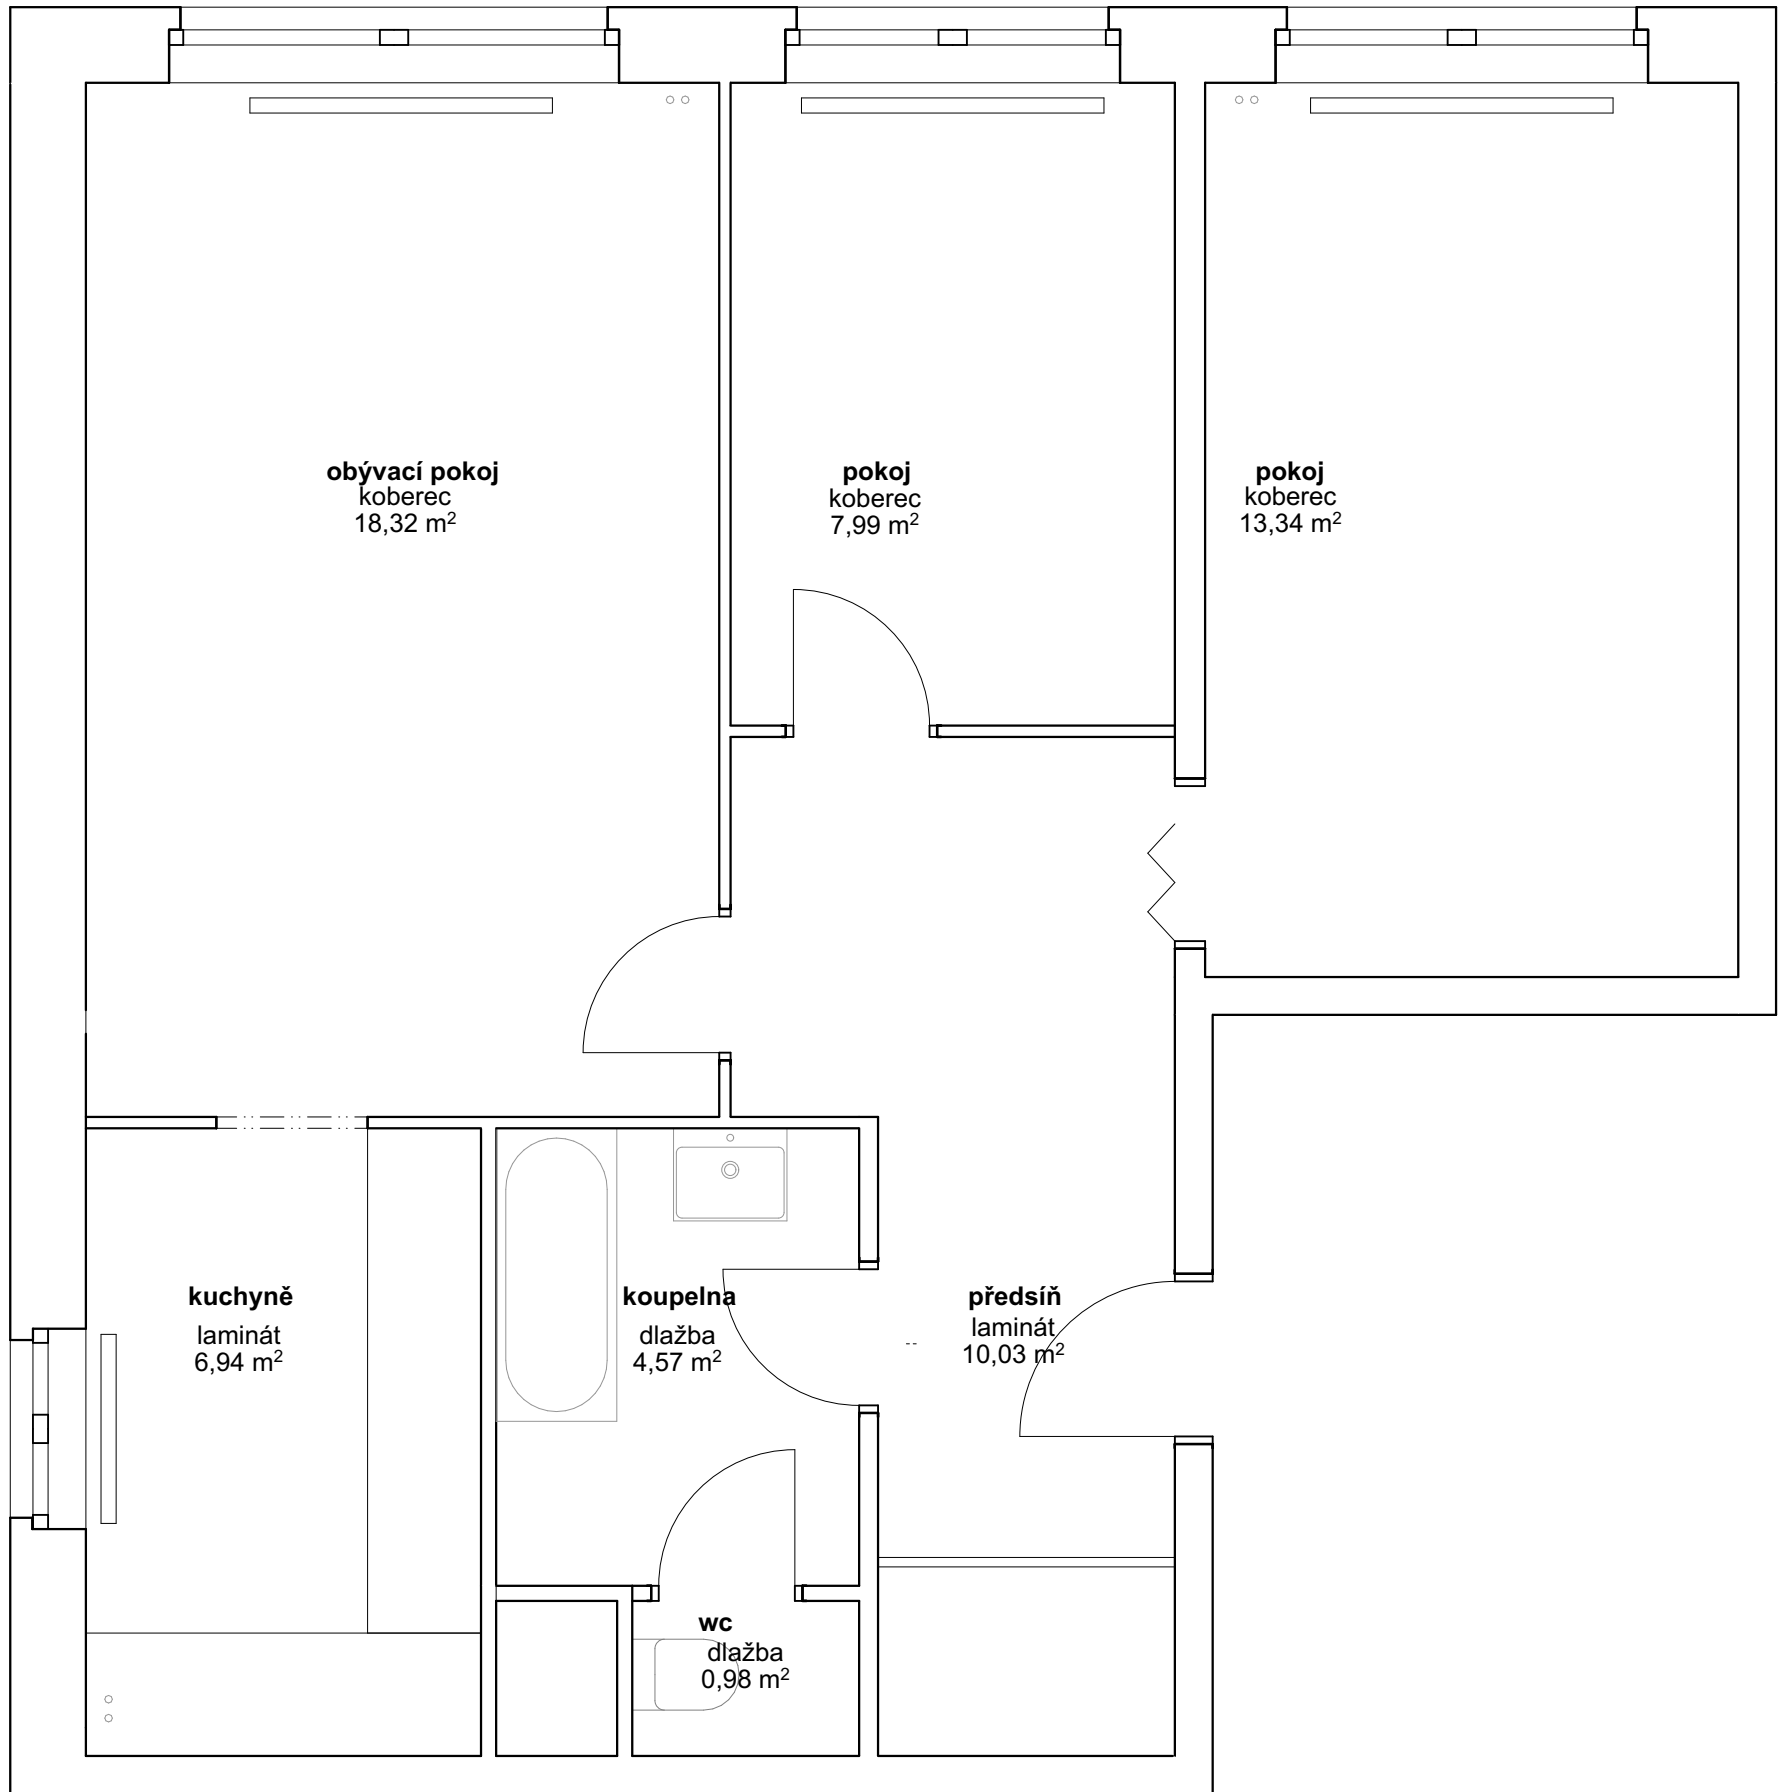 obývací pokoj
koberec
18,32 m²
pokoj
koberec
7,99 m²
pokoj
koberec
13,34 m²
kuchyně
laminát
6,94 m²
koupelna
dlažba
4,57 m²
předsíň
laminát
10,03 m²
wc
dlažba
0,98 m²